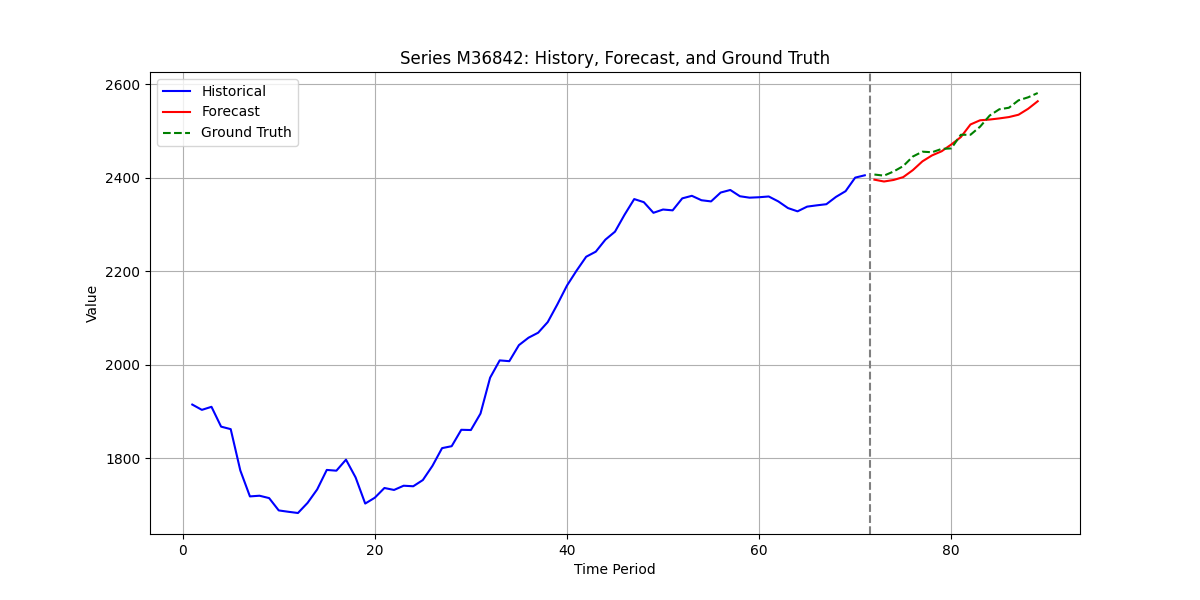 Series M36842: History, Forecast, and Ground Truth
Historical
Forecast
Ground Truth
2600
2400
2200
2000
1800
Value
0
20
40
60
80
Time Period